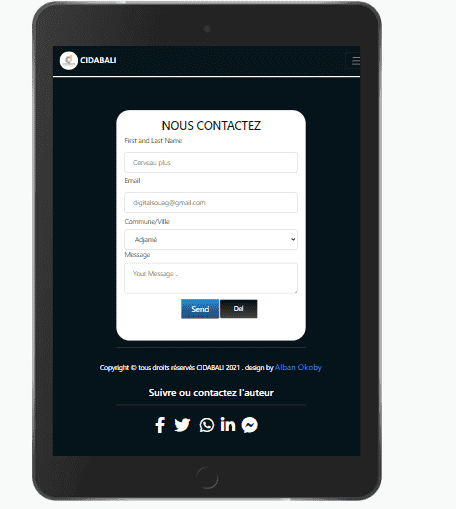 CIDABALI
NOUS CONTACTEZ
First and Last Name
Cerveau plus
Email
digitalsouag@gmail.com
Commune/Ville
Adjamé
Message
Your Message ..
Send Del
Copyright © tous droits réservés CIDABALI 2021 . design by Alban Okoby
Suivre ou contactez l'auteur